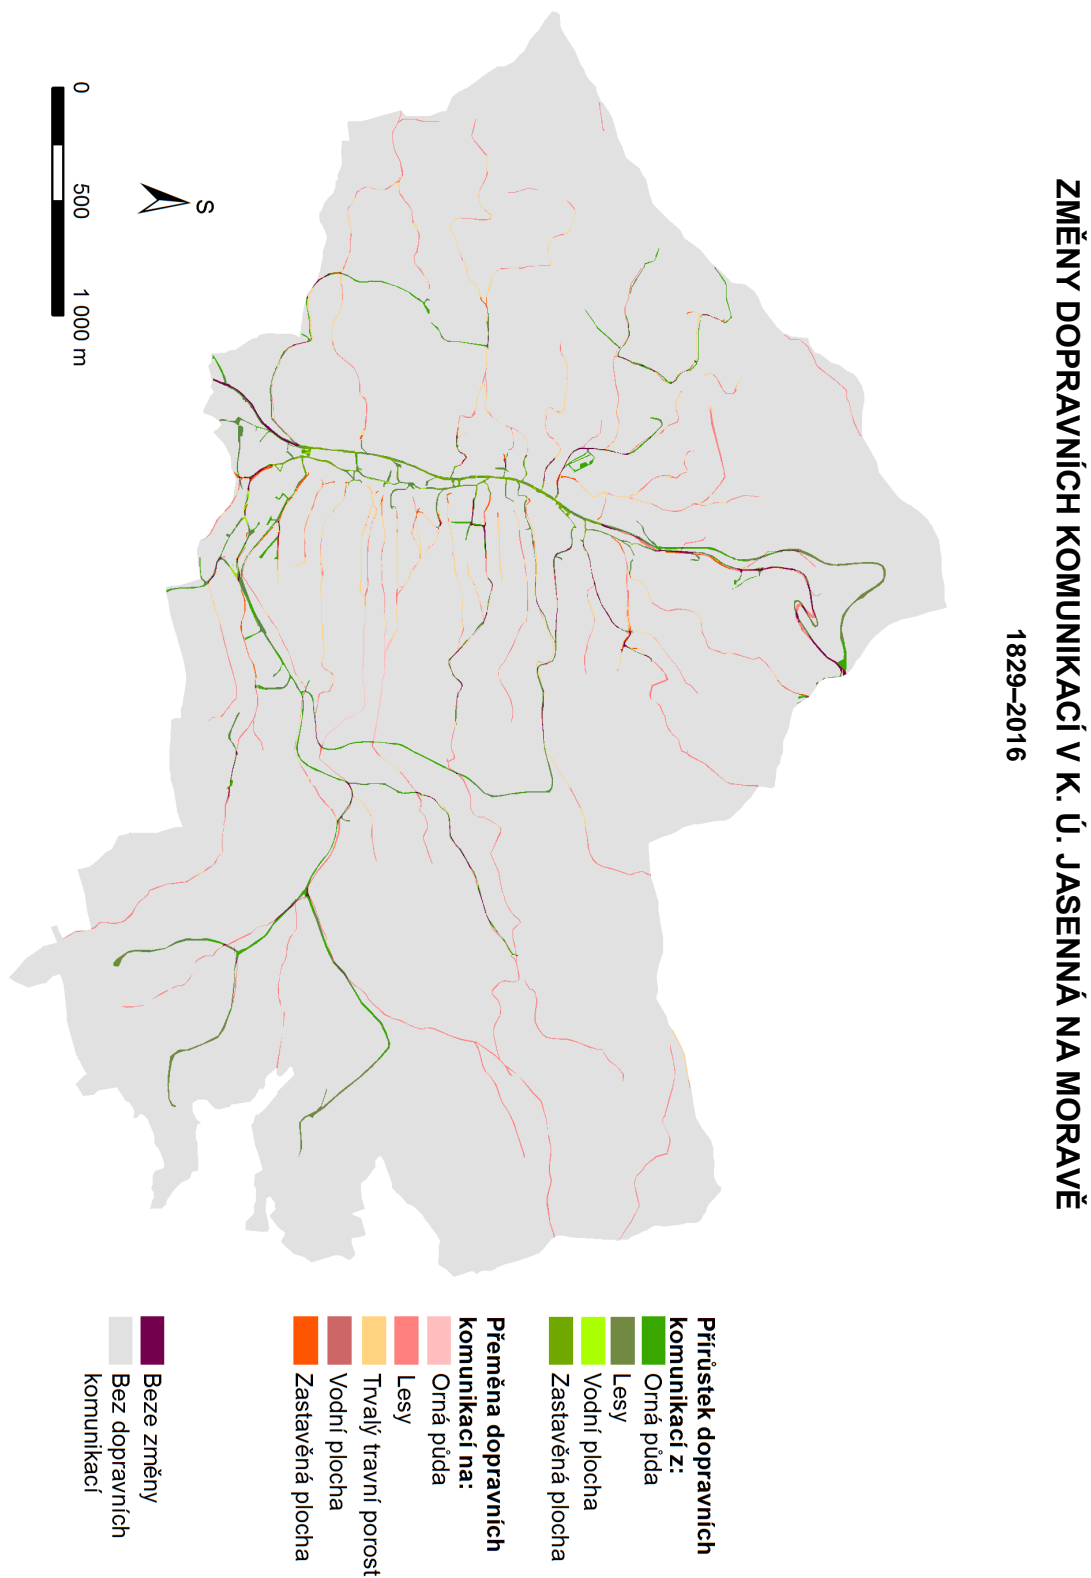 ZMĚNY DOPRAVNÍCH KOMUNIKACÍ V K. Ú. JASENNÁ NA MORAVĚ
1829–2016
Přírůstek dopravních
komunikací z:
Orná půda
Lesy
Vodní plocha
Zastavěná plocha
Přeměna dopravních
komunikací na:
Orná půda
Lesy
Trvalý travní porost
Vodní plocha
Zastavěná plocha
Beze změny
Bez dopravních
komunikací
S
0 500 1 000 m